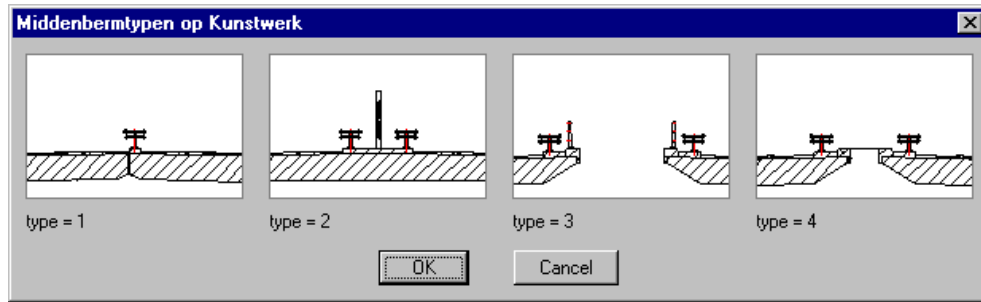 Middenbermtypen op Kunstwerk
type = 1
type = 2
type = 3
type = 4
OK
Cancel